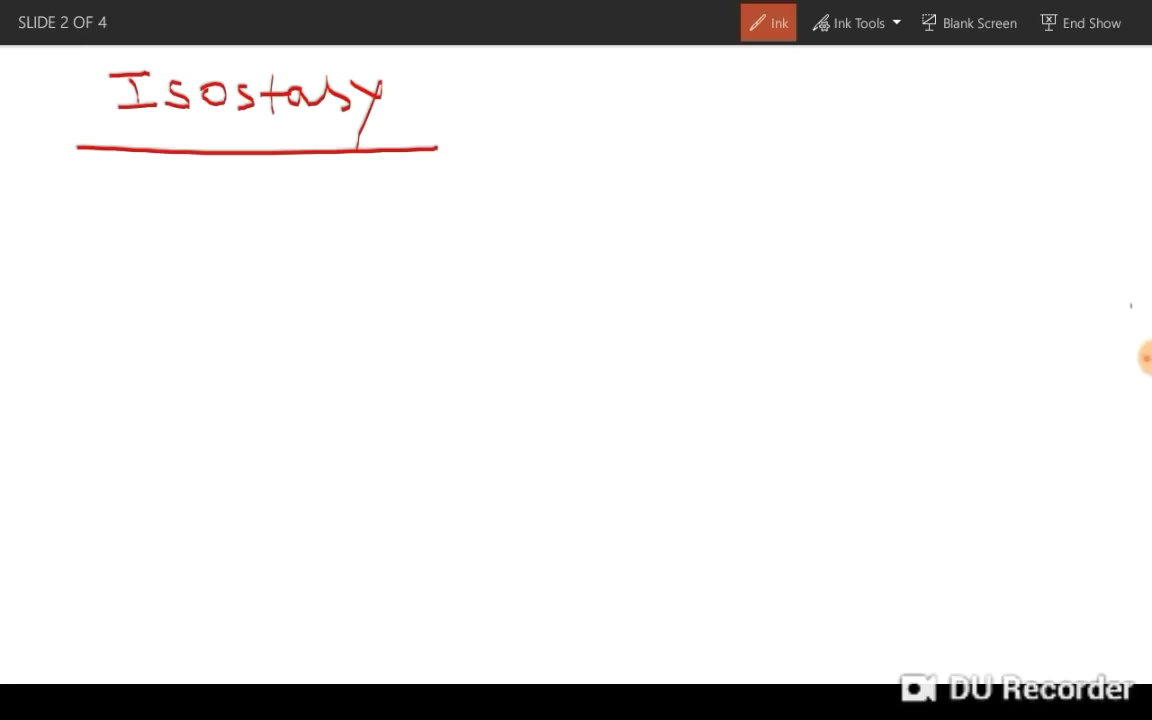 SLIDE 2 OF 4 Ink Ink Tools Blank Screen End Show
Isostasy
DU Recorder